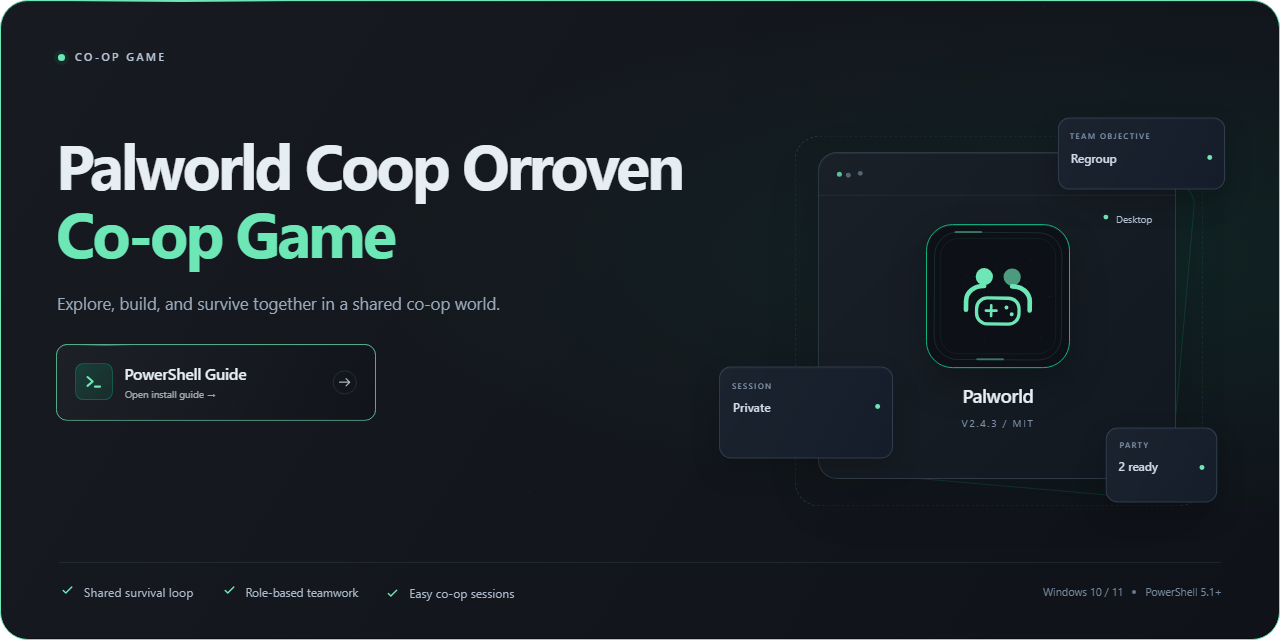 CO-OP GAME
Palworld Coop Orroven
Co-op Game
Explore, build, and survive together in a shared co-op world.
PowerShell Guide
Open install guide →
TEAM OBJECTIVE
Regroup
Desktop
SESSION
Private
Palworld
V2.4.3 / MIT
PARTY
2 ready
Shared survival loop
Role-based teamwork
Easy co-op sessions
Windows 10 / 11 • PowerShell 5.1+